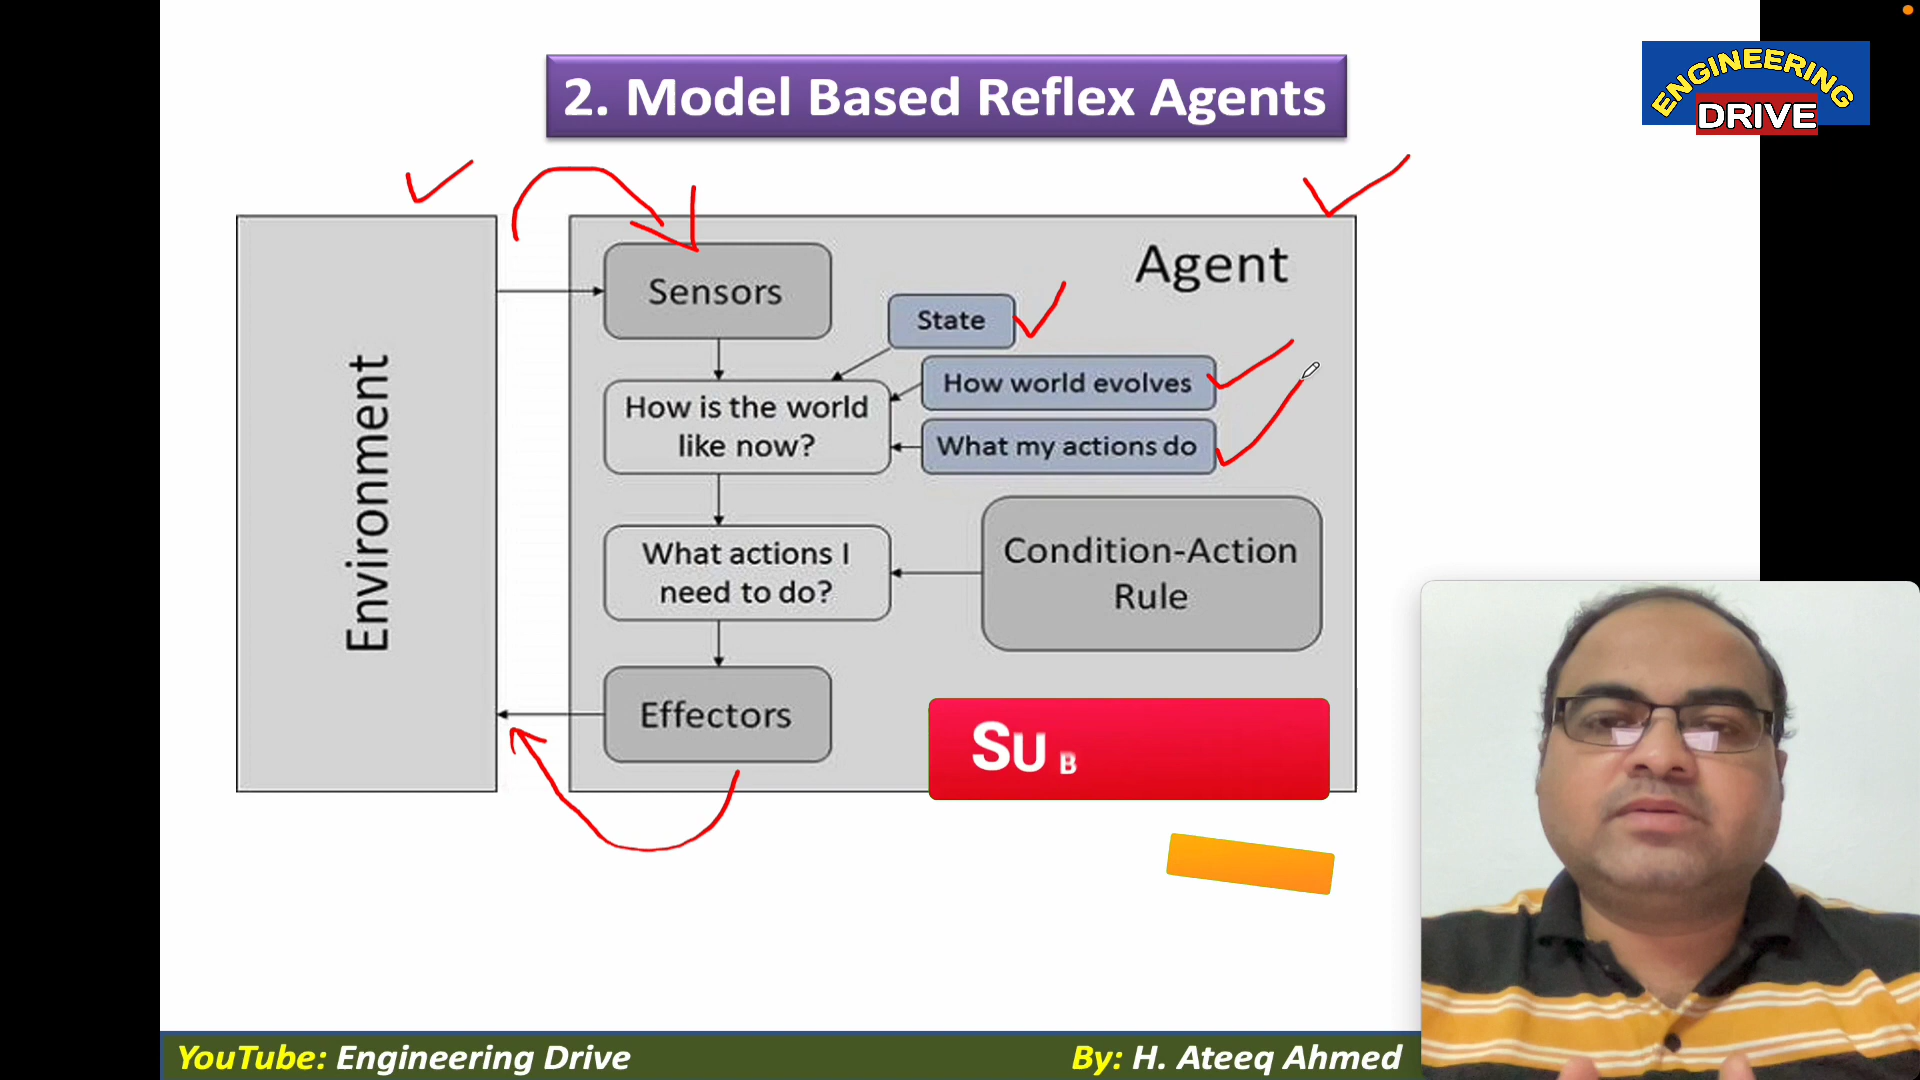 2. Model Based Reflex Agents
ENGINEERING
DRIVE
Environment
Agent
Sensors
State
How world evolves
How is the world
like now?
What my actions do
What actions I
need to do?
Condition-Action
Rule
Effectors
SUB
YouTube: Engineering Drive
By: H. Ateeq Ahmed